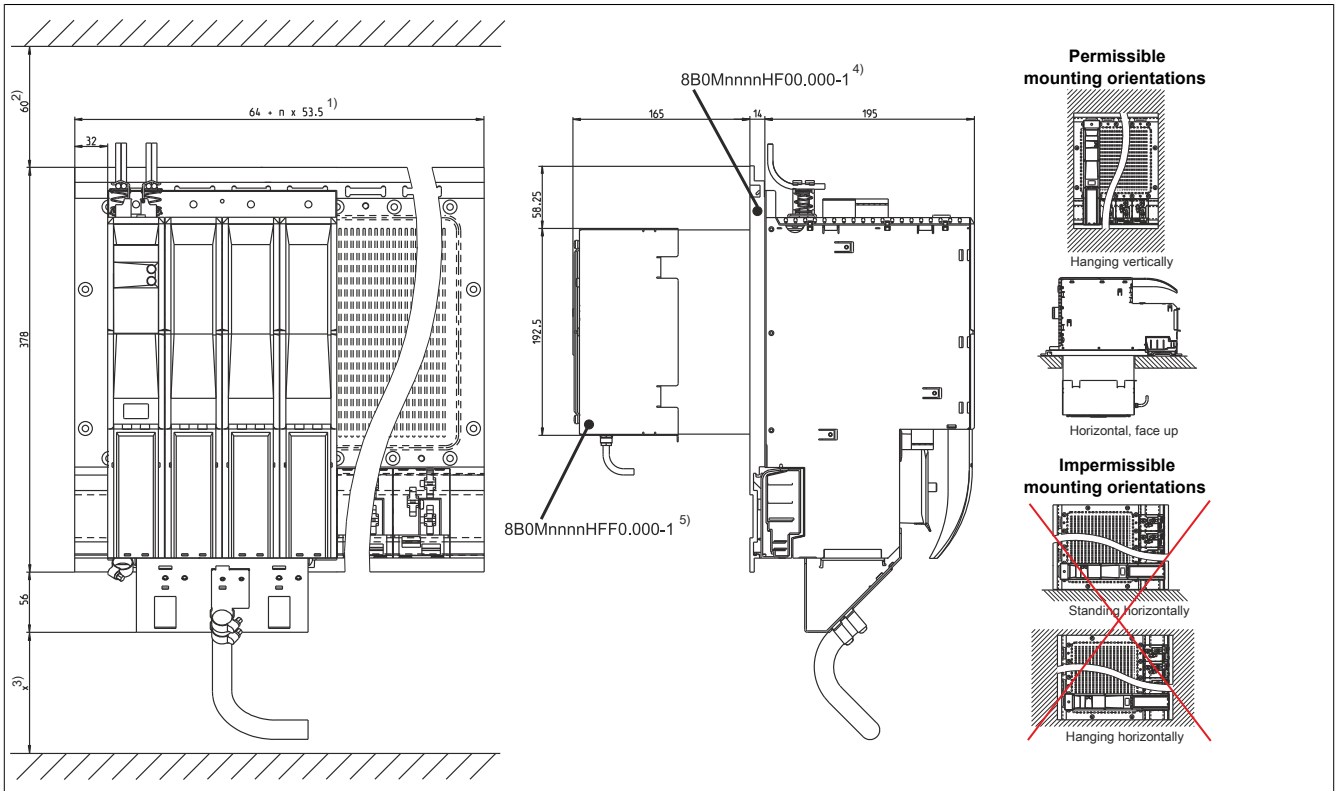 60 2)
64 + n x 53.5 1)
32
378
56
x 3)
8B0MnnnnHF00.000-1 4)
165
14
195
58.25
192.5
8B0MnnnnHFF0.000-1 5)
Permissible
mounting orientations
Hanging vertically
Horizontal, face up
Impermissible
mounting orientations
Standing horizontally
Hanging horizontally